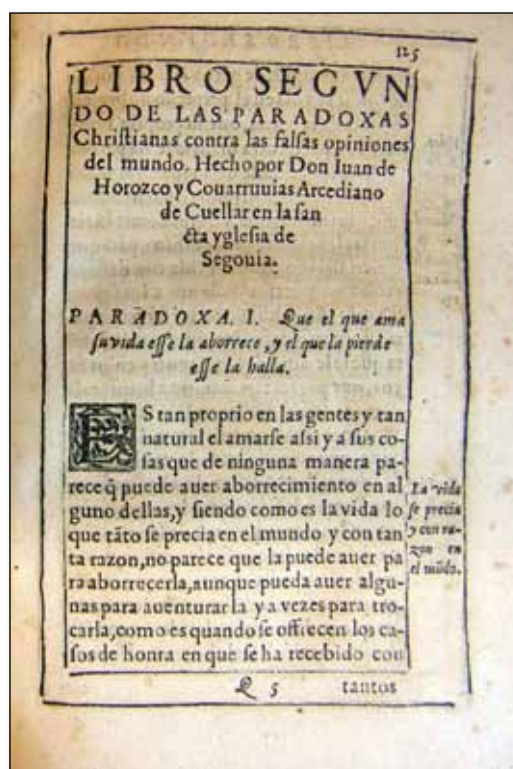 125
LIBRO SEGVN
DO DE LAS PARADOXAS
Chriſtianas contra las falſas opiniones
del mundo. Hecho por Don Iuan de
Horozco y Couarruuias Arcediano
de Cuellar en la ſan
cta ygleſia de
Segouia.
PARADOXA. I. Que el que ama
ſu vida eſſe la aborrece, y el que la pierde
eſſe la halla.
ES tan proprio en las gentes y tan
natural el amarſe aſsi y a ſus co-
ſas que de ninguna manera pa-
rece q̃ puede auer aborrecimiento en al
guno dellas, y ſiendo como es la vida lo
que tãto ſe precia en el mundo y con tan
ta razon, no parece que la puede auer pa
ra aborrecerla, aunque pueda auer algu-
nas para auenturarla y a vezes para tro-
carla, como es quando ſe offrecen los ca-
ſos de honra en que ſe ha recebido con
La vida
ſe precia
y con ra-
zon en
el mũdo.
Q 5 tantos